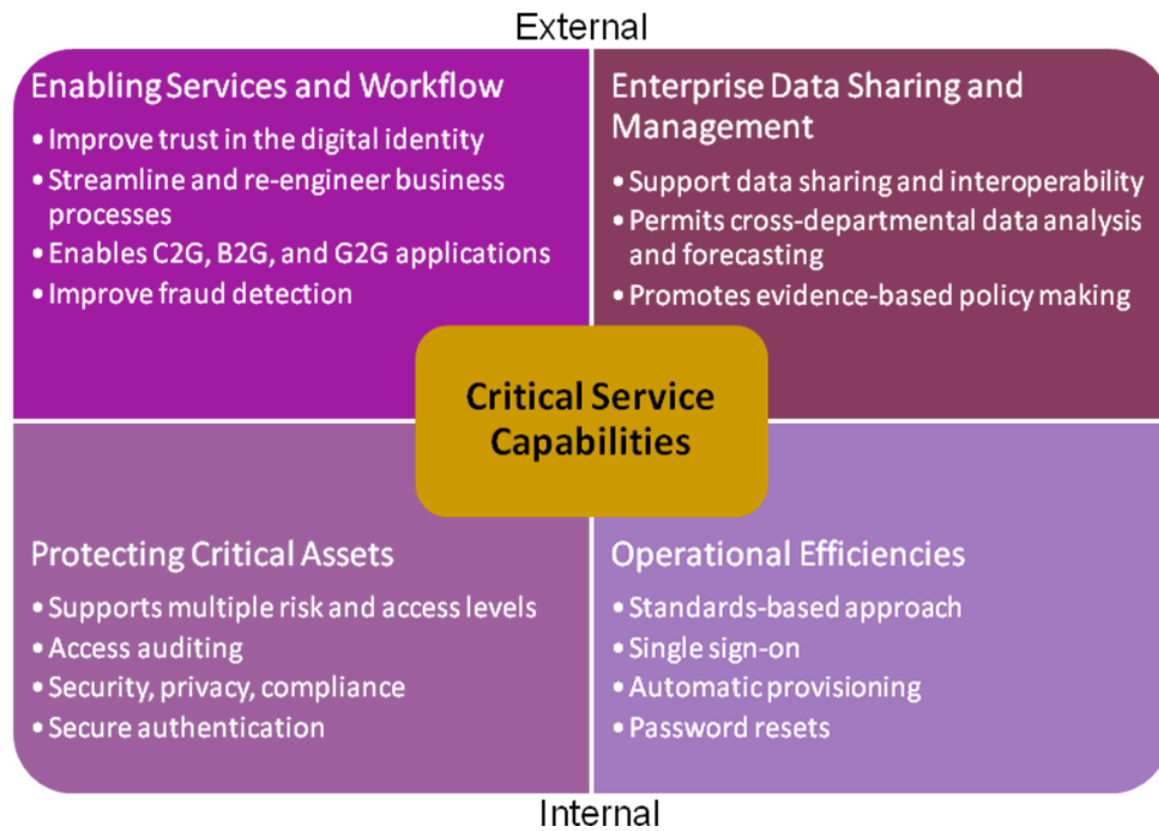 External
Enabling Services and Workflow
• Improve trust in the digital identity
• Streamline and re-engineer business
processes
• Enables C2G, B2G, and G2G applications
• Improve fraud detection
Enterprise Data Sharing and
Management
• Support data sharing and interoperability
• Permits cross-departmental data analysis
and forecasting
• Promotes evidence-based policy making
Critical Service
Capabilities
Protecting Critical Assets
• Supports multiple risk and access levels
• Access auditing
• Security, privacy, compliance
• Secure authentication
Operational Efficiencies
• Standards-based approach
• Single sign-on
• Automatic provisioning
• Password resets
Internal